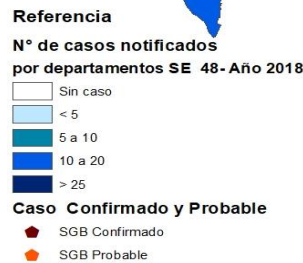 Referencia
N° de casos notificados
por departamentos SE 48- Año 2018
Sin caso
< 5
5 a 10
10 a 20
> 25
Caso Confirmado y Probable
SGB Confirmado
SGB Probable